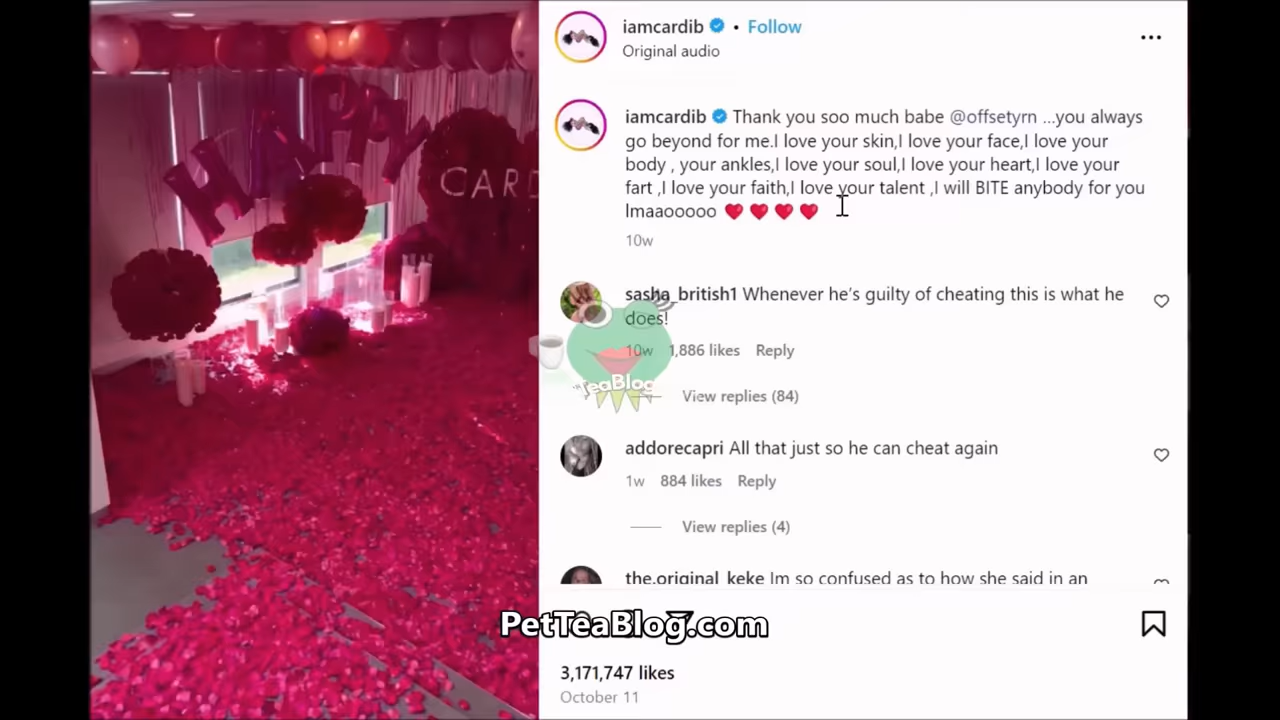 HAPPY
CARD
iamcardib • Follow
Original audio
iamcardib Thank you soo much babe @offsetyrn ...you always
go beyond for me.I love your skin,I love your face,I love your
body , your ankles,I love your soul,I love your heart,I love your
fart ,I love your faith,I love your talent ,I will BITE anybody for you
lmaaooooo ❤️ ❤️ ❤️ ❤️
10w
sasha_british1 Whenever he's guilty of cheating this is what he
does!
10w 1,886 likes Reply
TeaBlog
View replies (84)
addorecapri All that just so he can cheat again
1w 884 likes Reply
View replies (4)
the.original_keke Im so confused as to how she said in an
PetTeaBlog.com
3,171,747 likes
October 11